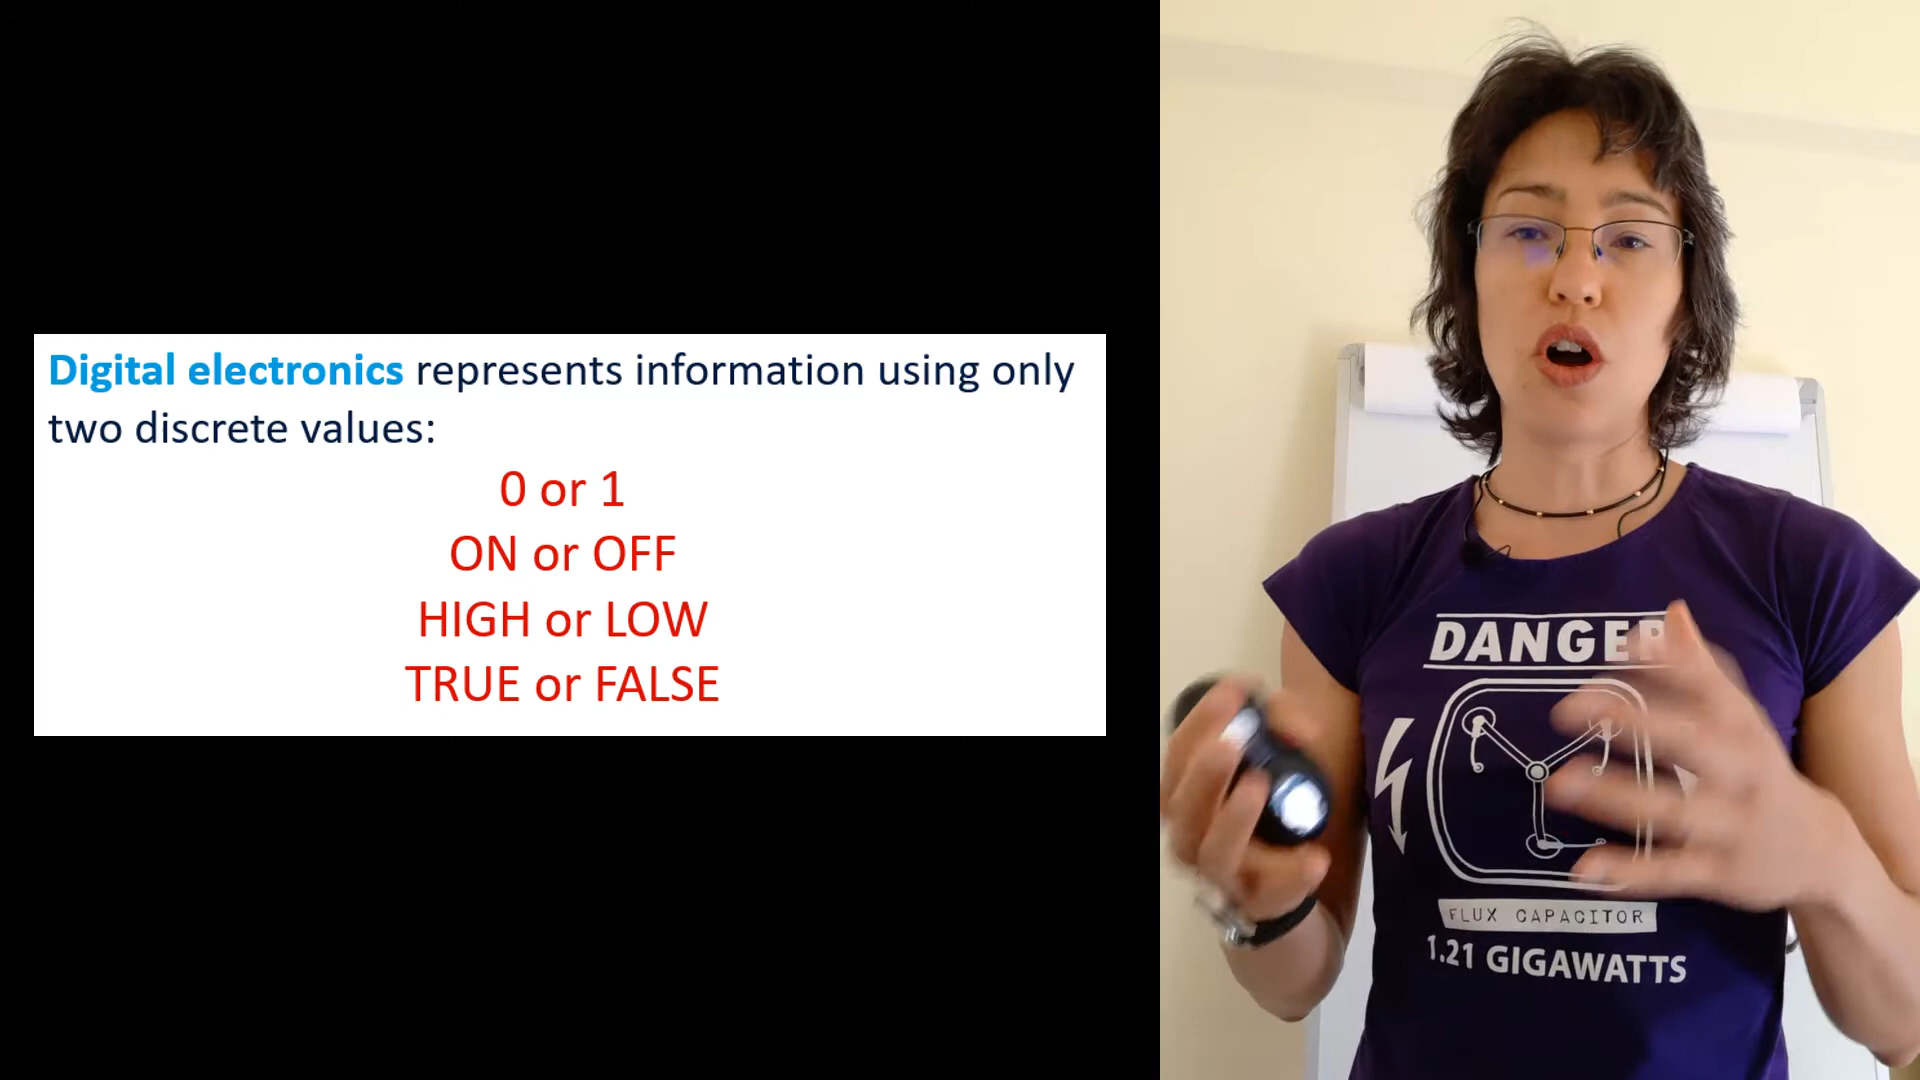 Digital electronics represents information using only
two discrete values:
0 or 1
ON or OFF
HIGH or LOW
TRUE or FALSE
DANGER
FLUX CAPACITOR
1.21 GIGAWATTS